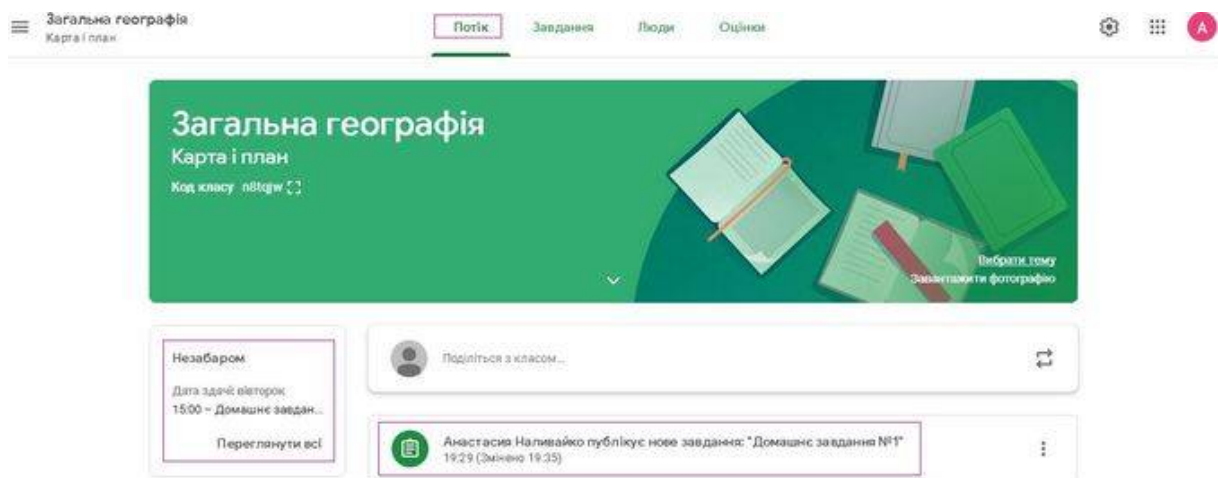 Загальна географія
Карта і план
Потік
Завдання
Люди
Оцінки
A
Загальна географія
Карта і план
Код класу n8tqjw
Вибрати тему
Завантажити фотографію
Незабаром
Дата здачі: вівторок
15:00 – Домашнє завдан...
Переглянути всі
Поділіться з класом...
Анастасия Наливайко публікує нове завдання: "Домашнє завдання №1"
19:29 (Змінено 19:35)